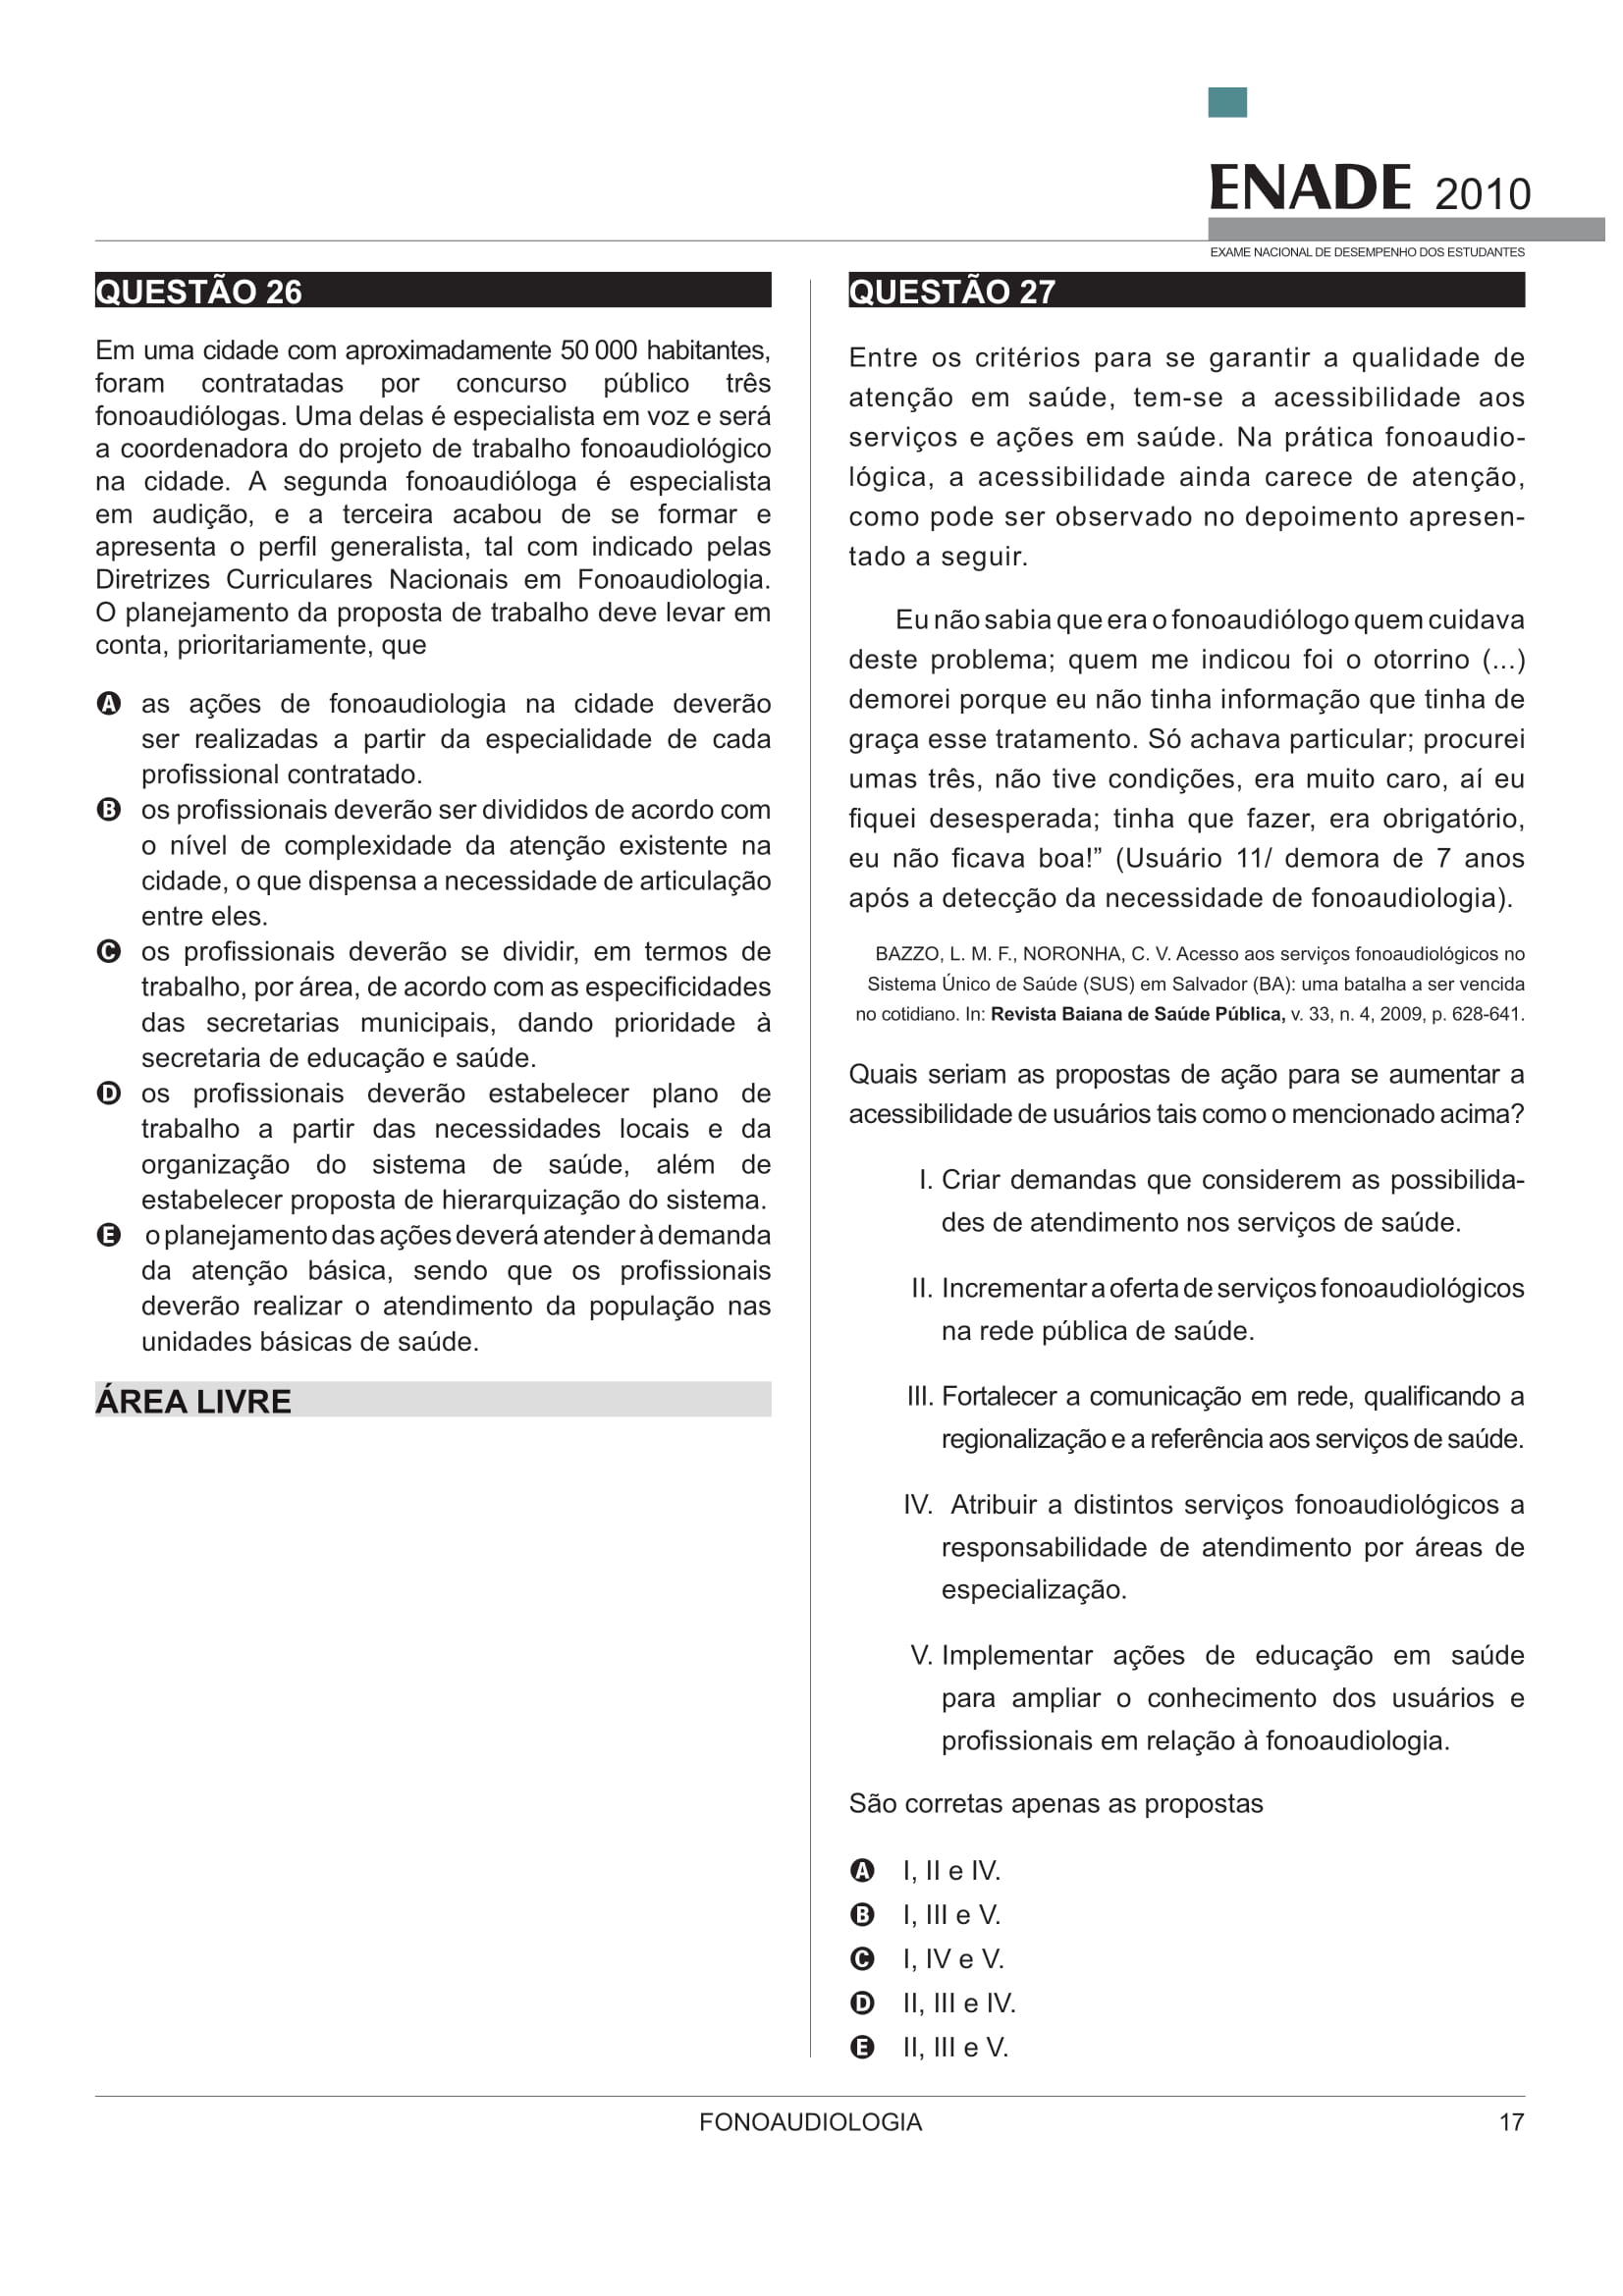 ENADE 2010
EXAME NACIONAL DE DESEMPENHO DOS ESTUDANTES
QUESTÃO 26
Em uma cidade com aproximadamente 50 000 habitantes,
foram contratadas por concurso público três
fonoaudiólogas. Uma delas é especialista em voz e será
a coordenadora do projeto de trabalho fonoaudiológico
na cidade. A segunda fonoaudióloga é especialista
em audição, e a terceira acabou de se formar e
apresenta o perfil generalista, tal com indicado pelas
Diretrizes Curriculares Nacionais em Fonoaudiologia.
O planejamento da proposta de trabalho deve levar em
conta, prioritariamente, que
A as ações de fonoaudiologia na cidade deverão
ser realizadas a partir da especialidade de cada
profissional contratado.
B os profissionais deverão ser divididos de acordo com
o nível de complexidade da atenção existente na
cidade, o que dispensa a necessidade de articulação
entre eles.
C os profissionais deverão se dividir, em termos de
trabalho, por área, de acordo com as especificidades
das secretarias municipais, dando prioridade à
secretaria de educação e saúde.
D os profissionais deverão estabelecer plano de
trabalho a partir das necessidades locais e da
organização do sistema de saúde, além de
estabelecer proposta de hierarquização do sistema.
E o planejamento das ações deverá atender à demanda
da atenção básica, sendo que os profissionais
deverão realizar o atendimento da população nas
unidades básicas de saúde.
ÁREA LIVRE
QUESTÃO 27
Entre os critérios para se garantir a qualidade de
atenção em saúde, tem-se a acessibilidade aos
serviços e ações em saúde. Na prática fonoaudio-
lógica, a acessibilidade ainda carece de atenção,
como pode ser observado no depoimento apresen-
tado a seguir.
Eu não sabia que era o fonoaudiólogo quem cuidava
deste problema; quem me indicou foi o otorrino (...)
demorei porque eu não tinha informação que tinha de
graça esse tratamento. Só achava particular; procurei
umas três, não tive condições, era muito caro, aí eu
fiquei desesperada; tinha que fazer, era obrigatório,
eu não ficava boa!” (Usuário 11/ demora de 7 anos
após a detecção da necessidade de fonoaudiologia).
BAZZO, L. M. F., NORONHA, C. V. Acesso aos serviços fonoaudiológicos no
Sistema Único de Saúde (SUS) em Salvador (BA): uma batalha a ser vencida
no cotidiano. In: Revista Baiana de Saúde Pública, v. 33, n. 4, 2009, p. 628-641.
Quais seriam as propostas de ação para se aumentar a
acessibilidade de usuários tais como o mencionado acima?
I. Criar demandas que considerem as possibilida-
des de atendimento nos serviços de saúde.
II. Incrementar a oferta de serviços fonoaudiológicos
na rede pública de saúde.
III. Fortalecer a comunicação em rede, qualificando a
regionalização e a referência aos serviços de saúde.
IV. Atribuir a distintos serviços fonoaudiológicos a
responsabilidade de atendimento por áreas de
especialização.
V. Implementar ações de educação em saúde
para ampliar o conhecimento dos usuários e
profissionais em relação à fonoaudiologia.
São corretas apenas as propostas
A I, II e IV.
B I, III e V.
C I, IV e V.
D II, III e IV.
E II, III e V.
FONOAUDIOLOGIA
17